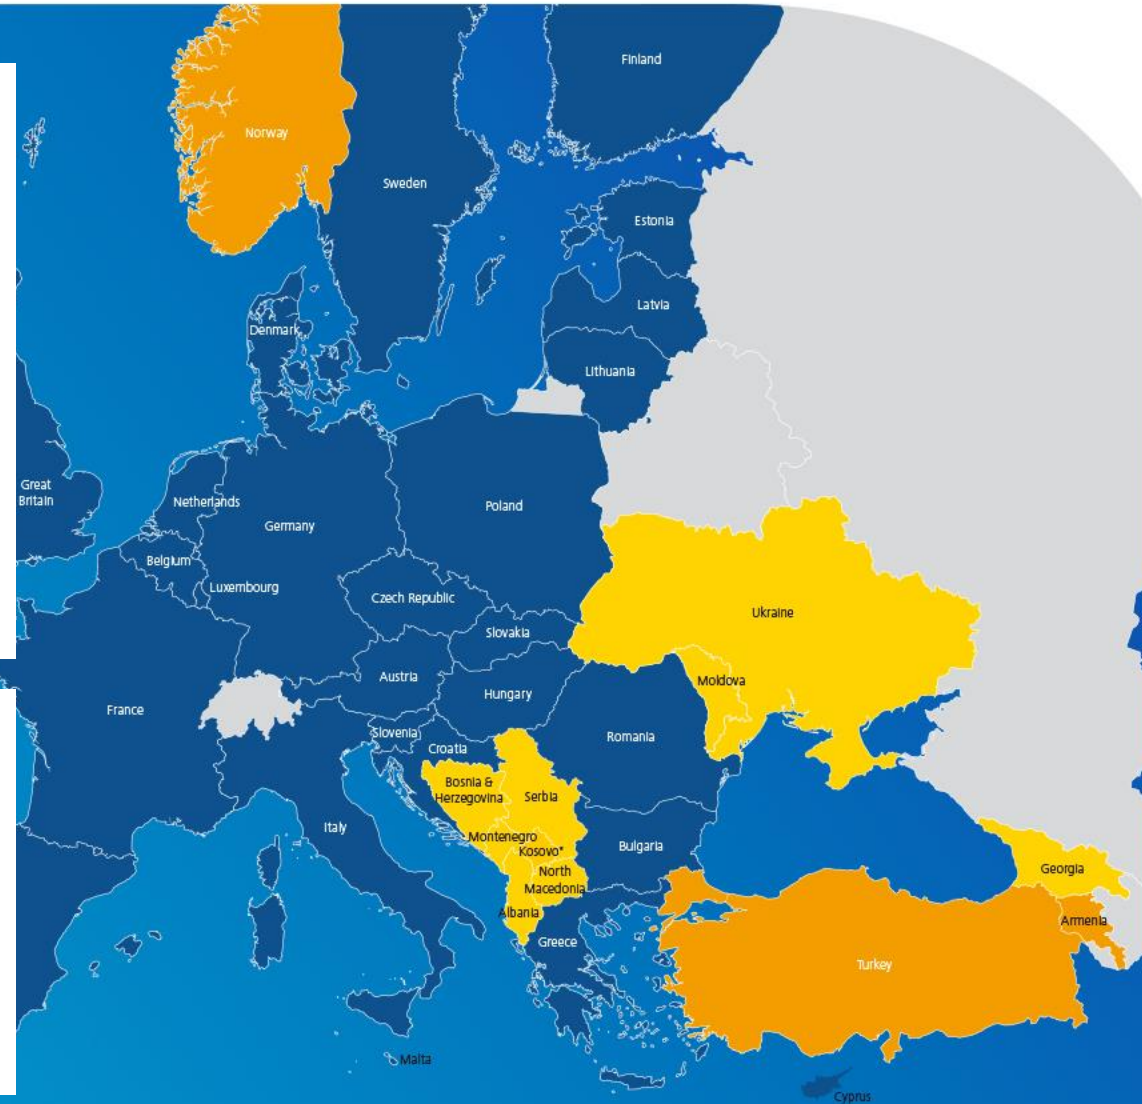 Finland
Norway
Sweden
Estonia
Latvia
Denmark
Lithuania
Great
Britain
Netherlands
Poland
Germany
Belgium
Luxembourg
Czech Republic
Ukraine
Slovakia
Austria
Moldova
Hungary
France
Slovenia
Romania
Croatia
Bosnia &
Herzegovina
Serbia
Italy
Montenegro
Kosovo*
Bulgaria
North
Macedonia
Georgia
Albania
Armenia
Greece
Turkey
Malta
Cyprus